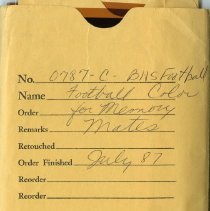 No. 0787-C- BHS Football
Name Football Color
Order for Memory
Remarks Mates
Retouched
Order Finished July 87
Reorder
Reorder